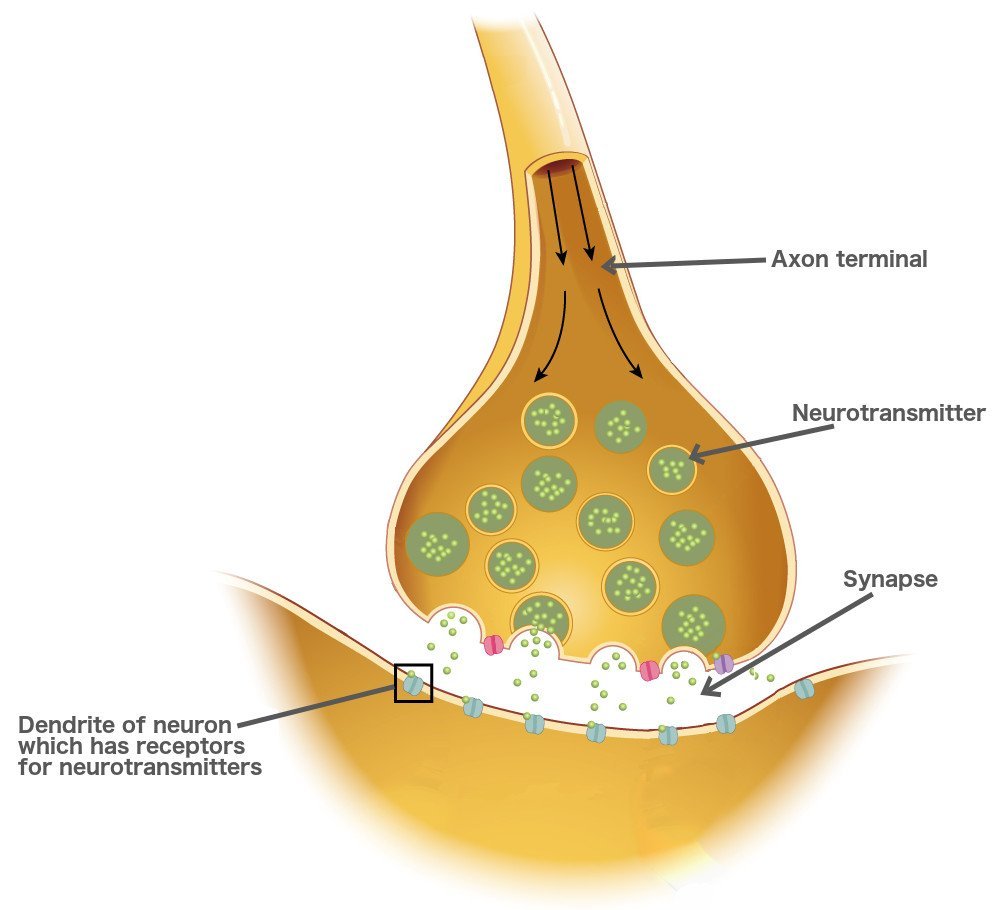 Axon terminal
Neurotransmitter
Synapse
Dendrite of neuron
which has receptors
for neurotransmitters